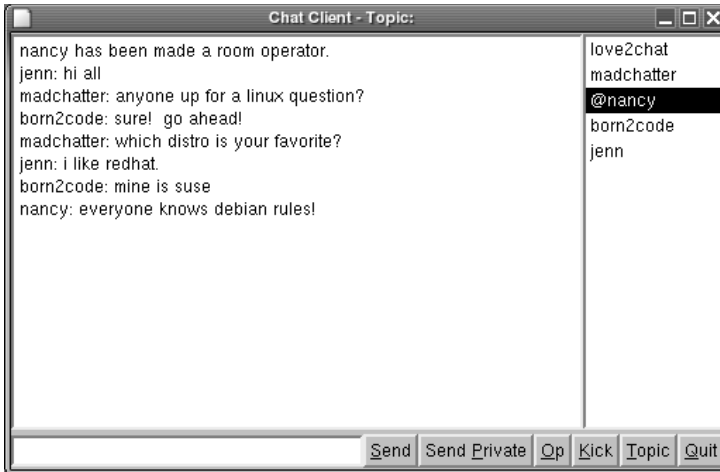 Chat Client - Topic:
nancy has been made a room operator.
jenn: hi all
madchatter: anyone up for a linux question?
born2code: sure!  go ahead!
madchatter: which distro is your favorite?
jenn: i like redhat.
born2code: mine is suse
nancy: everyone knows debian rules!
love2chat
madchatter
@nancy
born2code
jenn
Send
Send Private
Op
Kick
Topic
Quit